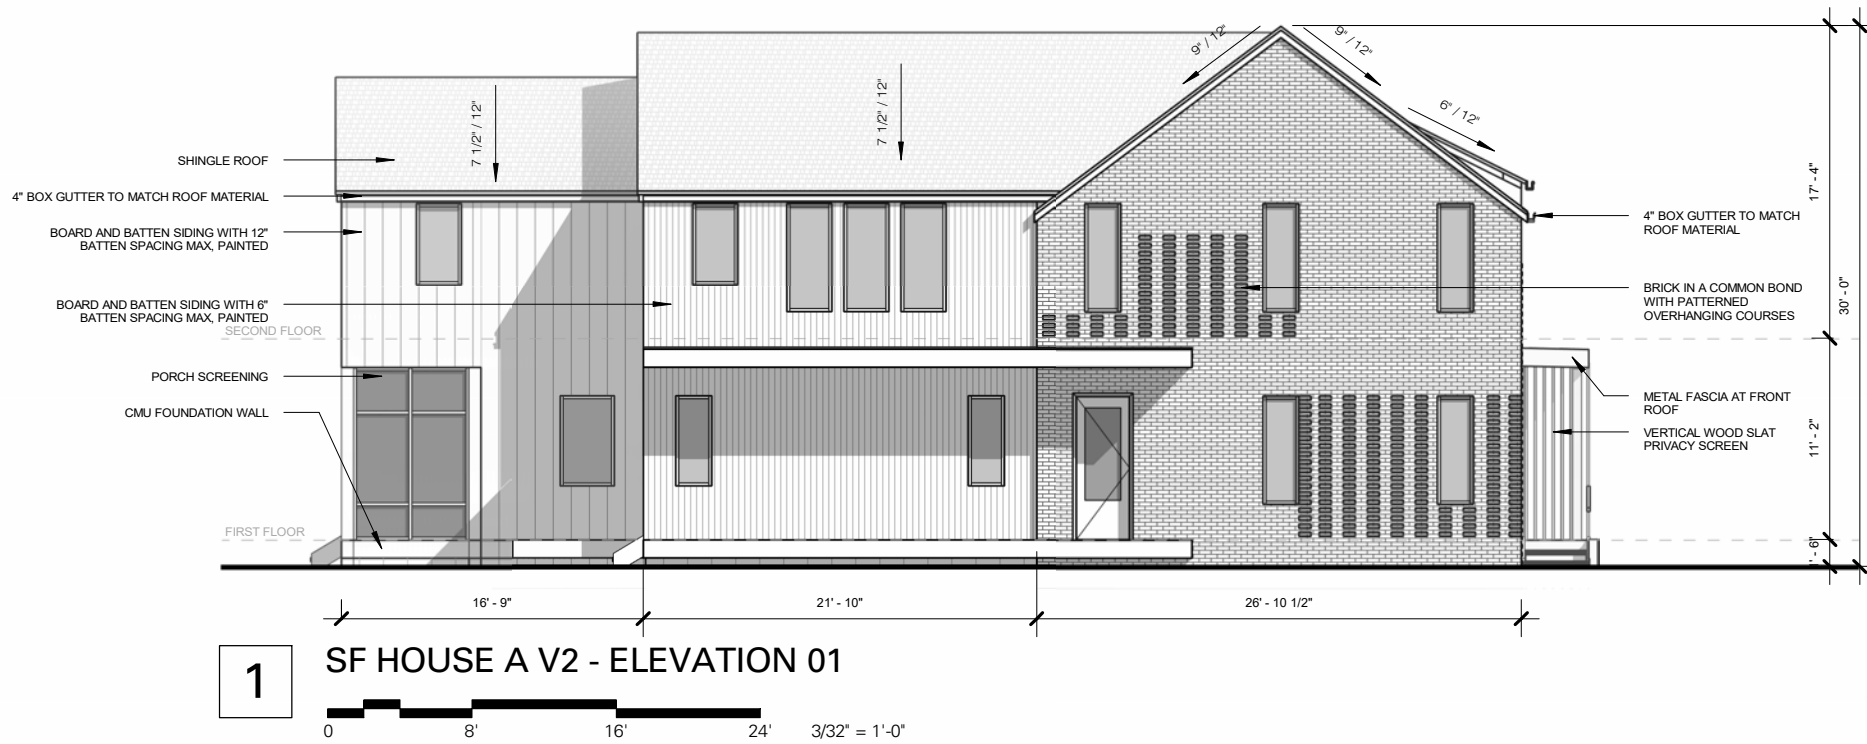 9" / 12"
9" / 12"
6" / 12"
7 1/2" / 12"
7 1/2" / 12"
SHINGLE ROOF
4" BOX GUTTER TO MATCH ROOF MATERIAL
BOARD AND BATTEN SIDING WITH 12"
BATTEN SPACING MAX, PAINTED
BOARD AND BATTEN SIDING WITH 6"
BATTEN SPACING MAX, PAINTED
SECOND FLOOR
PORCH SCREENING
CMU FOUNDATION WALL
FIRST FLOOR
17' - 4"
4" BOX GUTTER TO MATCH
ROOF MATERIAL
BRICK IN A COMMON BOND
WITH PATTERNED
OVERHANGING COURSES
30' - 0"
METAL FASCIA AT FRONT
ROOF
VERTICAL WOOD SLAT
PRIVACY SCREEN
11' - 2"
' - 6"
16' - 9"
21' - 10"
26' - 10 1/2"
1
SF HOUSE A V2 - ELEVATION 01
0 8' 16' 24' 3/32" = 1'-0"